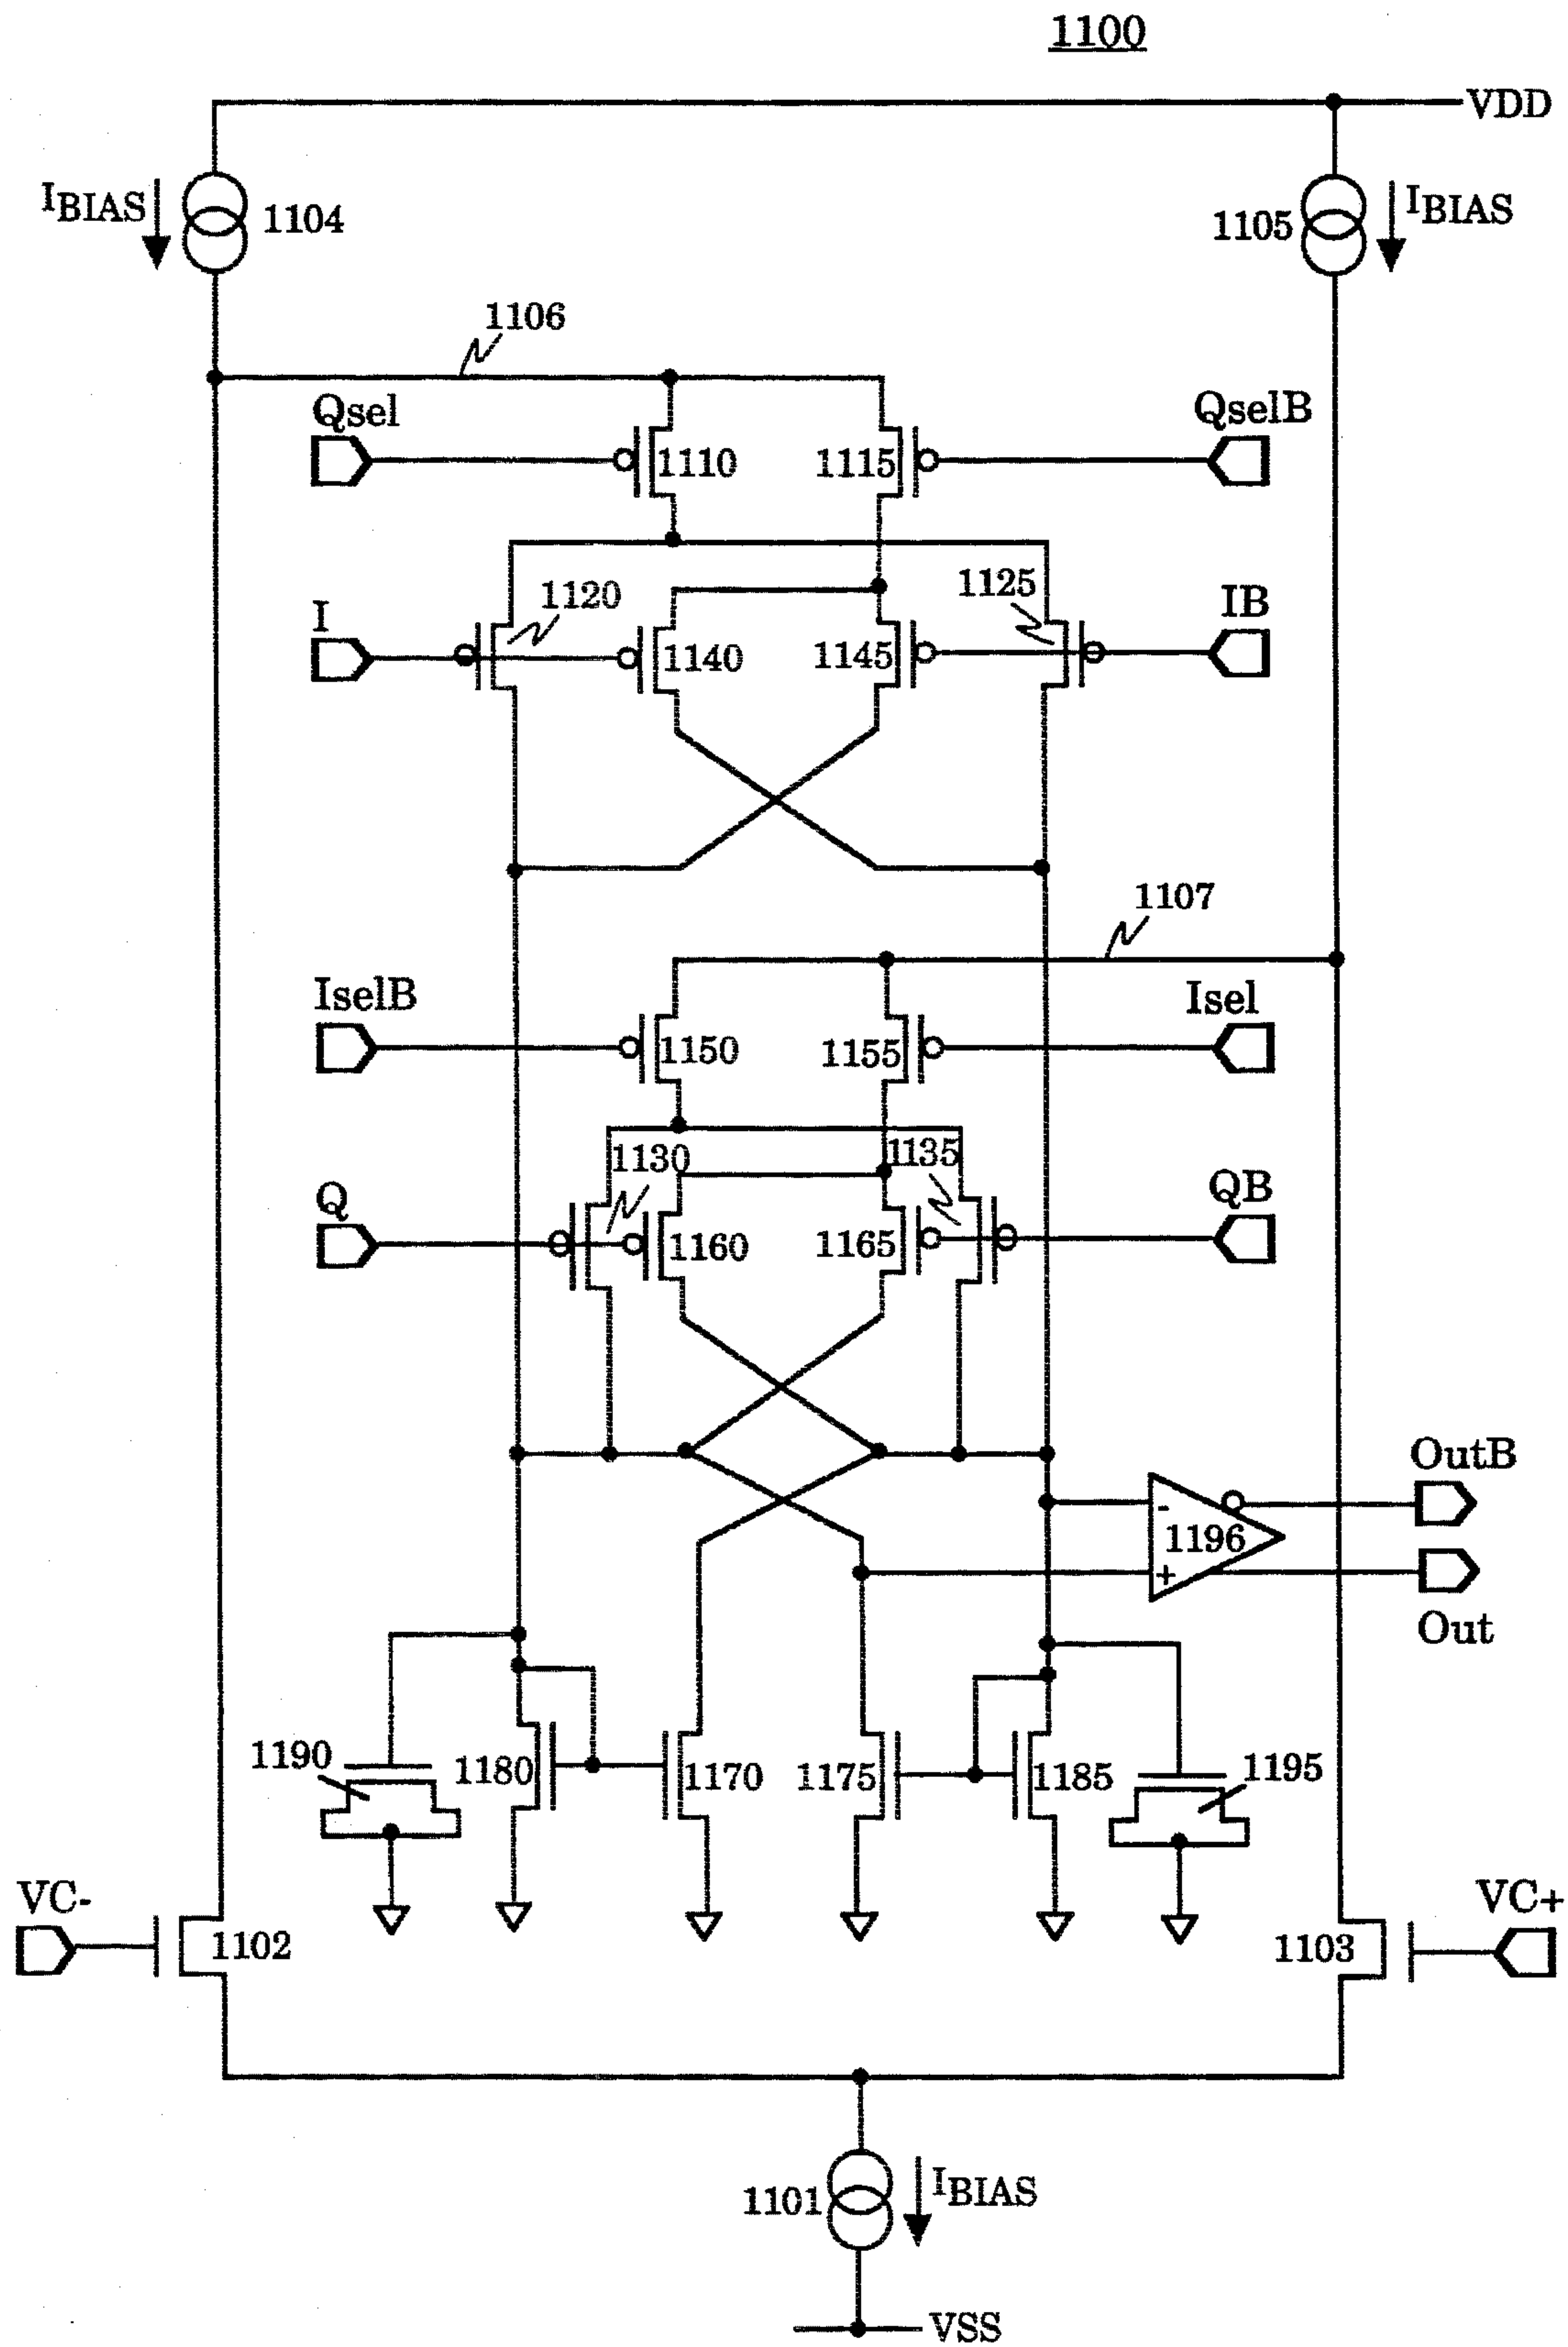 1100
VDD
IBIAS
1104
1105
IBIAS
1106
Qsel
QselB
1110
1115
1120
1125
I
IB
1140
1145
1107
IselB
Isel
1150
1155
1130
1135
Q
QB
1160
1165
OutB
-
1196
+
Out
1190
1180
1170
1175
1185
1195
VC-
VC+
1102
1103
1101
IBIAS
VSS